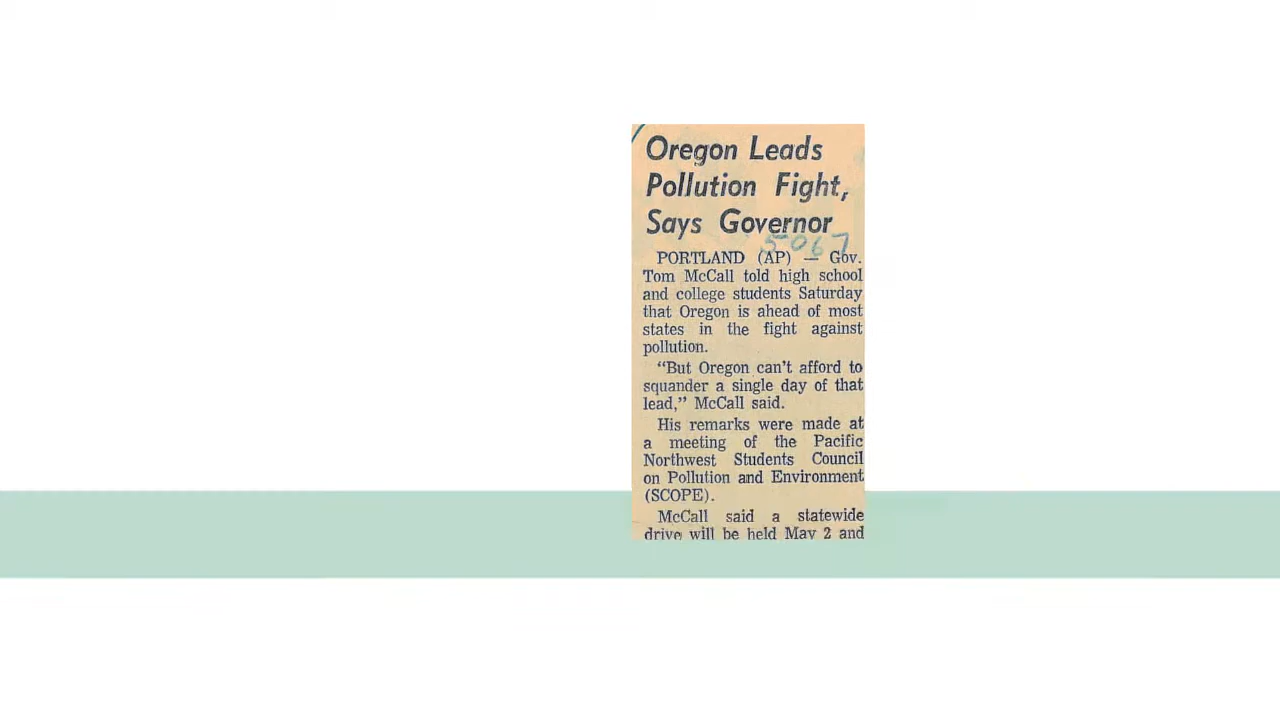 Oregon Leads
Pollution Fight,
Says Governor
5067
PORTLAND (AP) — Gov.
Tom McCall told high school
and college students Saturday
that Oregon is ahead of most
states in the fight against
pollution.
“But Oregon can’t afford to
squander a single day of that
lead,” McCall said.
His remarks were made at
a meeting of the Pacific
Northwest Students Council
on Pollution and Environment
(SCOPE).
McCall said a statewide
drive will be held May 2 and